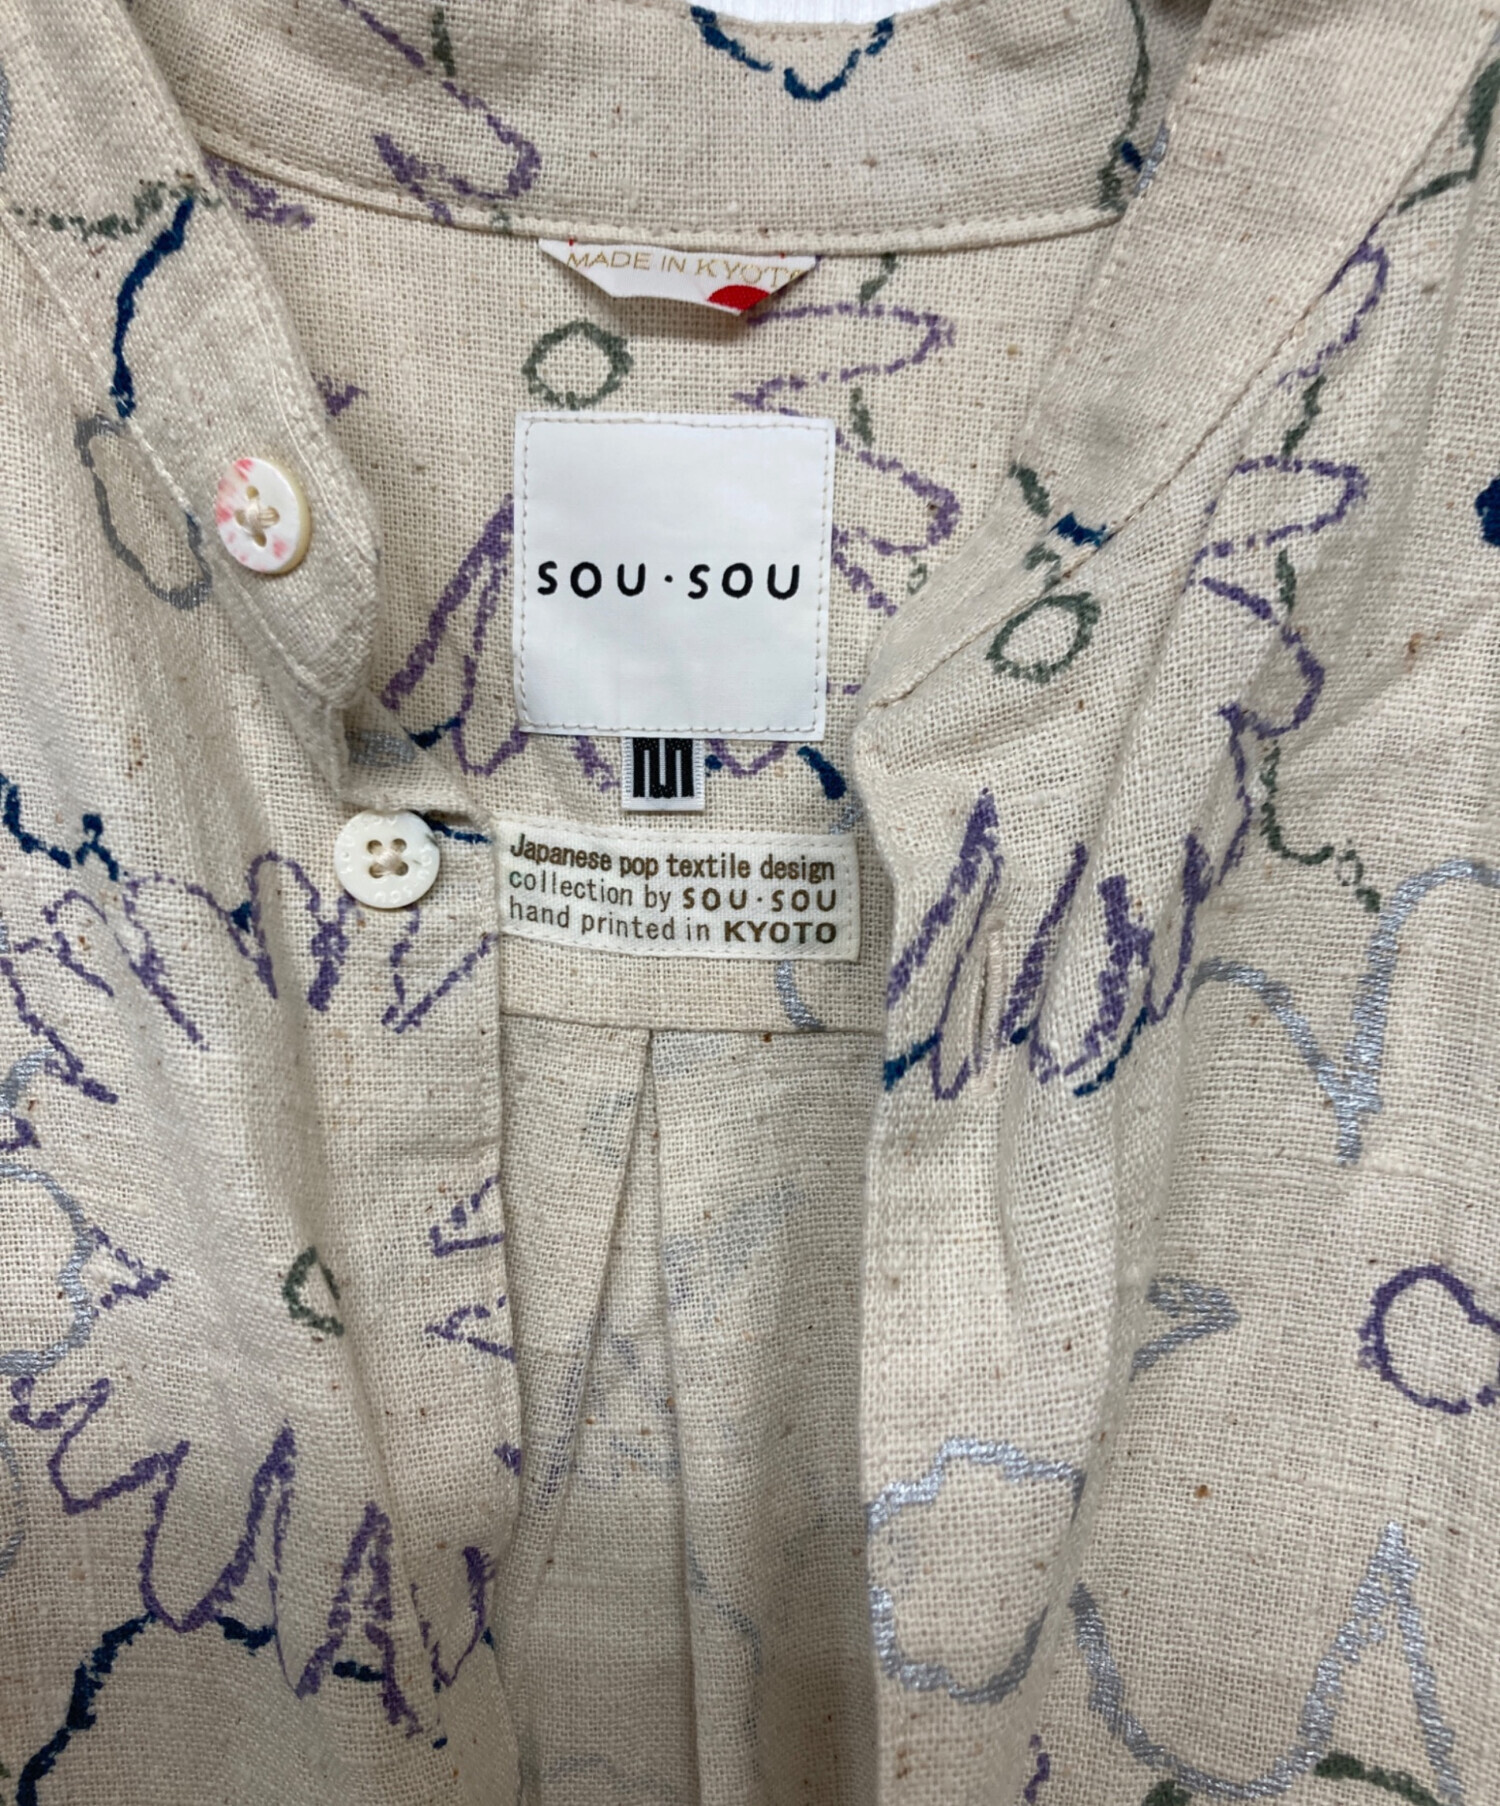 MADE IN KYOTO
SOU・SOU
Japanese pop textile design
collection by SOU・SOU
hand printed in KYOTO